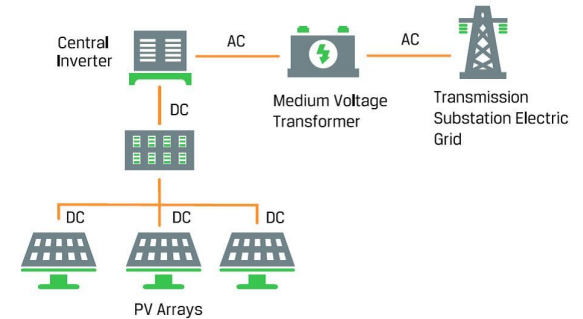 Central
Inverter
AC
AC
Medium Voltage
Transformer
Transmission
Substation Electric
Grid
DC
DC
DC
DC
PV Arrays